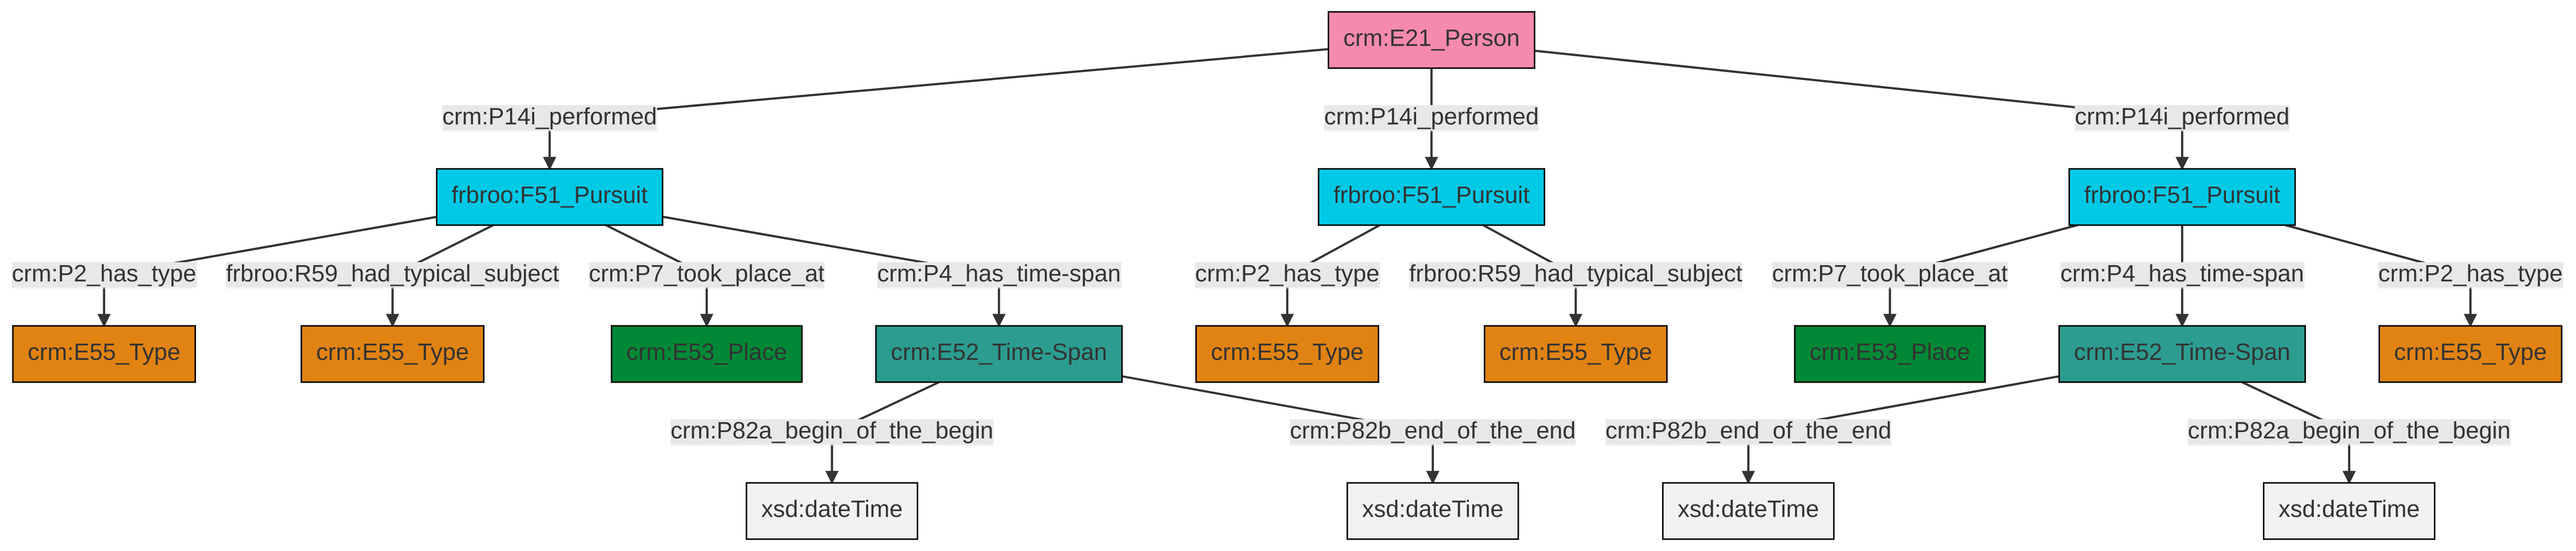 crm:E21_Person
crm:P14i_performed
crm:P14i_performed
crm:P14i_performed
frbroo:F51_Pursuit
frbroo:F51_Pursuit
frbroo:F51_Pursuit
crm:P2_has_type
frbroo:R59_had_typical_subject
crm:P7_took_place_at
crm:P4_has_time-span
crm:P2_has_type
frbroo:R59_had_typical_subject
crm:P7_took_place_at
crm:P4_has_time-span
crm:P2_has_type
crm:E55_Type
crm:E55_Type
crm:E53_Place
crm:E52_Time-Span
crm:E55_Type
crm:E55_Type
crm:E53_Place
crm:E52_Time-Span
crm:E55_Type
crm:P82a_begin_of_the_begin
crm:P82b_end_of_the_end
crm:P82b_end_of_the_end
crm:P82a_begin_of_the_begin
xsd:dateTime
xsd:dateTime
xsd:dateTime
xsd:dateTime